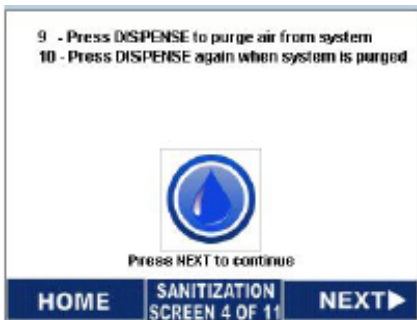 9 - Press DISPENSE to purge air from system
10 - Press DISPENSE again when system is purged
Press NEXT to continue
HOME
SANITIZATION
SCREEN 4 OF 11
NEXT▶